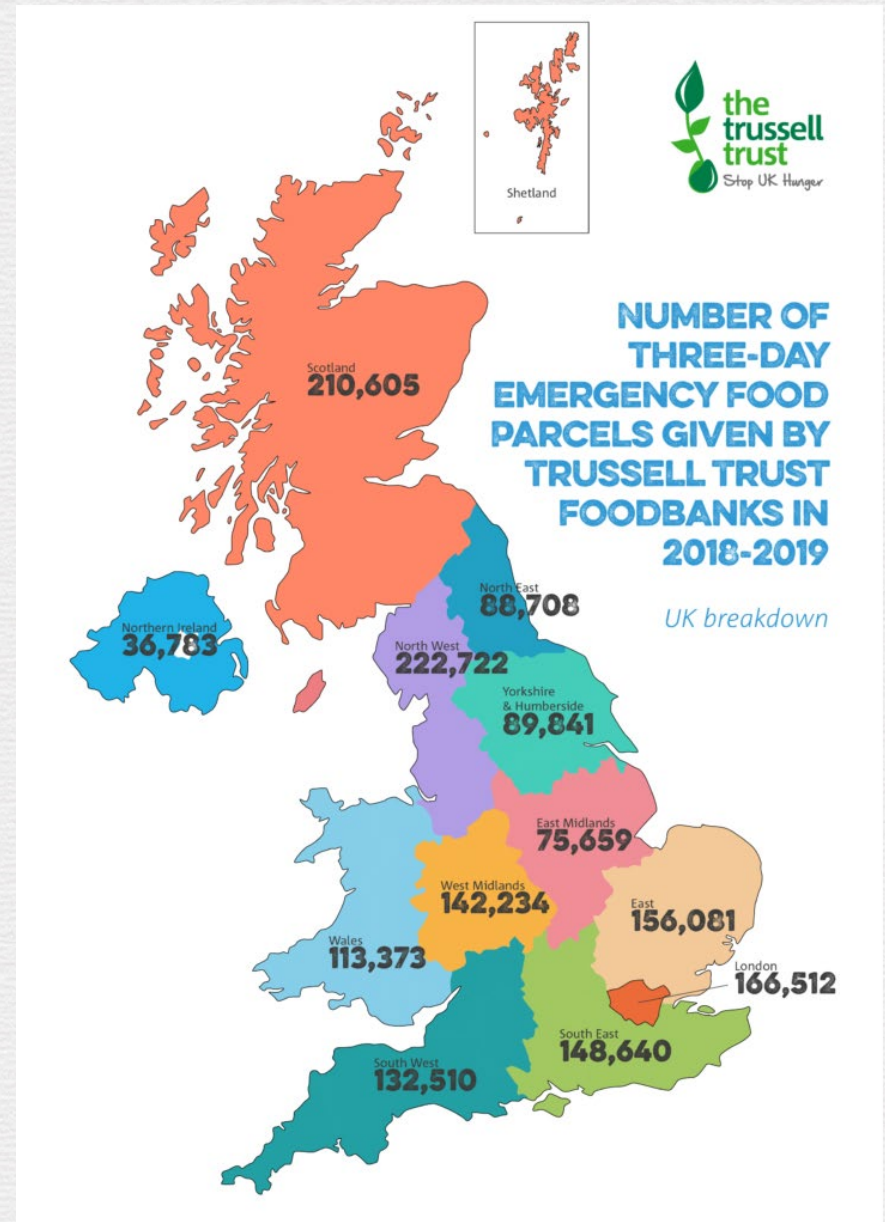 Shetland
the
trussell
trust
Stop UK Hunger
NUMBER OF
THREE-DAY
EMERGENCY FOOD
PARCELS GIVEN BY
TRUSSELL TRUST
FOODBANKS IN
2018-2019
UK breakdown
Scotland
210,605
North East
88,708
Northern Ireland
36,783
North West
222,722
Yorkshire
& Humberside
89,841
East Midlands
75,659
West Midlands
142,234
East
156,081
Wales
113,373
London
166,512
South East
148,640
South West
132,510